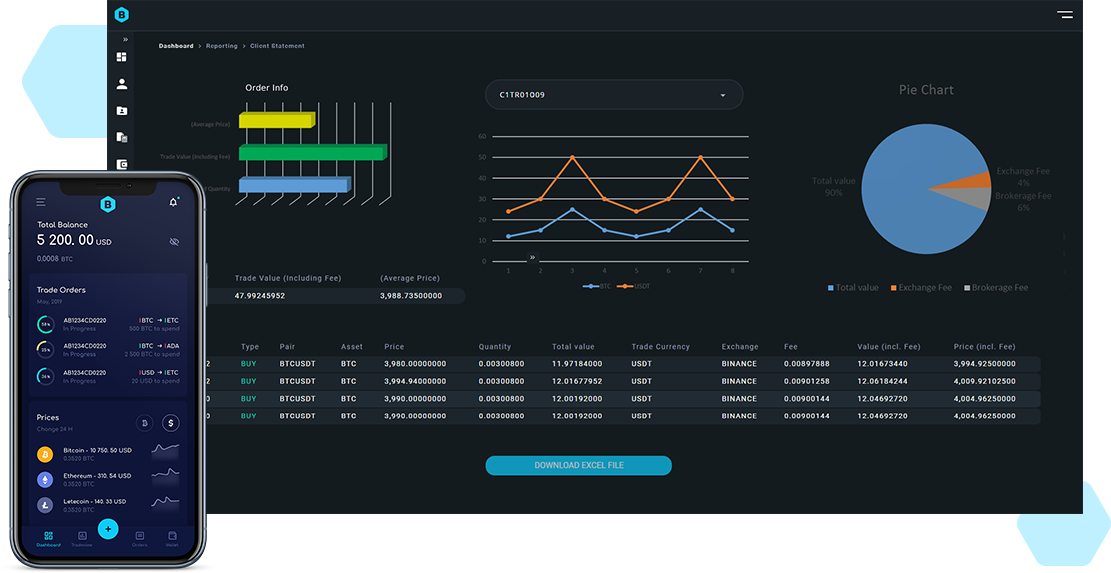 B
Dashboard > Reporting > Client Statement
Order Info
(Average Price)
Trade Value (Including Fee)
Quantity
C1TR01009
60
50
40
30
20
10
0
1 2 3 4 5 6 7 8
BTC USDT
Pie Chart
Total value
90%
Exchange Fee
4%
Brokerage Fee
6%
Total value Exchange Fee Brokerage Fee
Trade Value (Including Fee) (Average Price)
47.99245952 3,988.73500000
Type Pair Asset Price Quantity Total value Trade Currency Exchange Fee Value (incl. Fee) Price (incl. Fee)
2 BUY BTCUSDT BTC 3,980.00000000 0.00300800 11.97184000 USDT BINANCE 0.00897888 12.01673440 3,994.92500000
2 BUY BTCUSDT BTC 3,994.94000000 0.00300800 12.01677952 USDT BINANCE 0.00901258 12.06184244 4,009.92102500
0 BUY BTCUSDT BTC 3,990.00000000 0.00300800 12.00192000 USDT BINANCE 0.00900144 12.04692720 4,004.96250000
0 BUY BTCUSDT BTC 3,990.00000000 0.00300800 12.00192000 USDT BINANCE 0.00900144 12.04692720 4,004.96250000
DOWNLOAD EXCEL FILE
B
Total Balance
5 200. 00 USD
0.0008 BTC
Trade Orders
May, 2019
AB1234CD0220 BTC → ETC
In Progress 500 BTC to spend
AB1234CD0220 BTC → ADA
In Progress 2 500 BTC to spend
AB1234CD0220 USD → ETC
In Progress 20 USD to spend
Prices
Change 24 H
$
Bitcoin - 10 750. 50 USD
0.3520 BTC
Ethereum - 310. 54 USD
0.3520 BTC
Letecoin - 140. 33 USD
0.3520 BTC
Dashboard Tradeview Orders Wallet